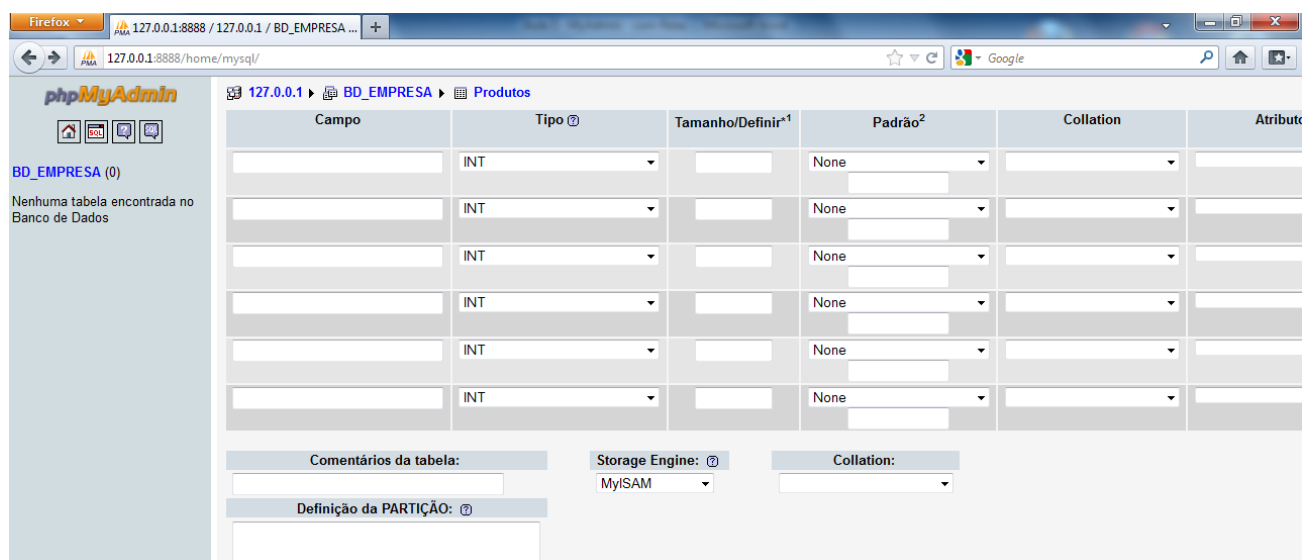 Firefox
127.0.0.1:8888 / 127.0.0.1 / BD_EMPRESA ...
127.0.0.1:8888/home/mysql/
Google
phpMyAdmin
127.0.0.1 BD_EMPRESA Produtos
SQL
BD_EMPRESA (0)
Nenhuma tabela encontrada no
Banco de Dados
Campo Tipo Tamanho/Definir*1 Padrão2 Collation Atributo
INT None
INT None
INT None
INT None
INT None
INT None
Comentários da tabela: Storage Engine: Collation:
MyISAM
Definição da PARTIÇÃO: